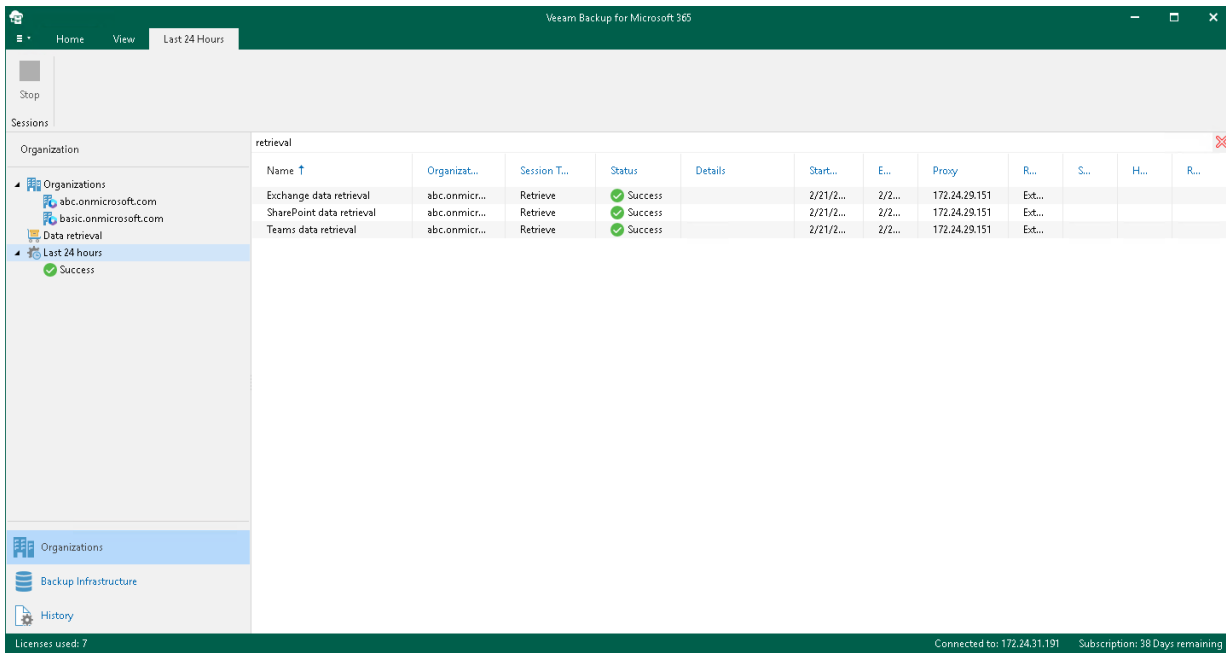 Veeam Backup for Microsoft 365
Home View Last 24 Hours
Stop
Sessions
Organization
Organizations
abc.onmicrosoft.com
basic.onmicrosoft.com
Data retrieval
Last 24 hours
Success
retrieval
Name ↑ Organizat... Session T... Status Details Start... E... Proxy R... S... H... R...
Exchange data retrieval abc.onmicr... Retrieve Success 2/21/2... 2/2... 172.24.29.151 Ext...
SharePoint data retrieval abc.onmicr... Retrieve Success 2/21/2... 2/2... 172.24.29.151 Ext...
Teams data retrieval abc.onmicr... Retrieve Success 2/21/2... 2/2... 172.24.29.151 Ext...
Organizations
Backup Infrastructure
History
Licenses used: 7 Connected to: 172.24.31.191 Subscription: 38 Days remaining